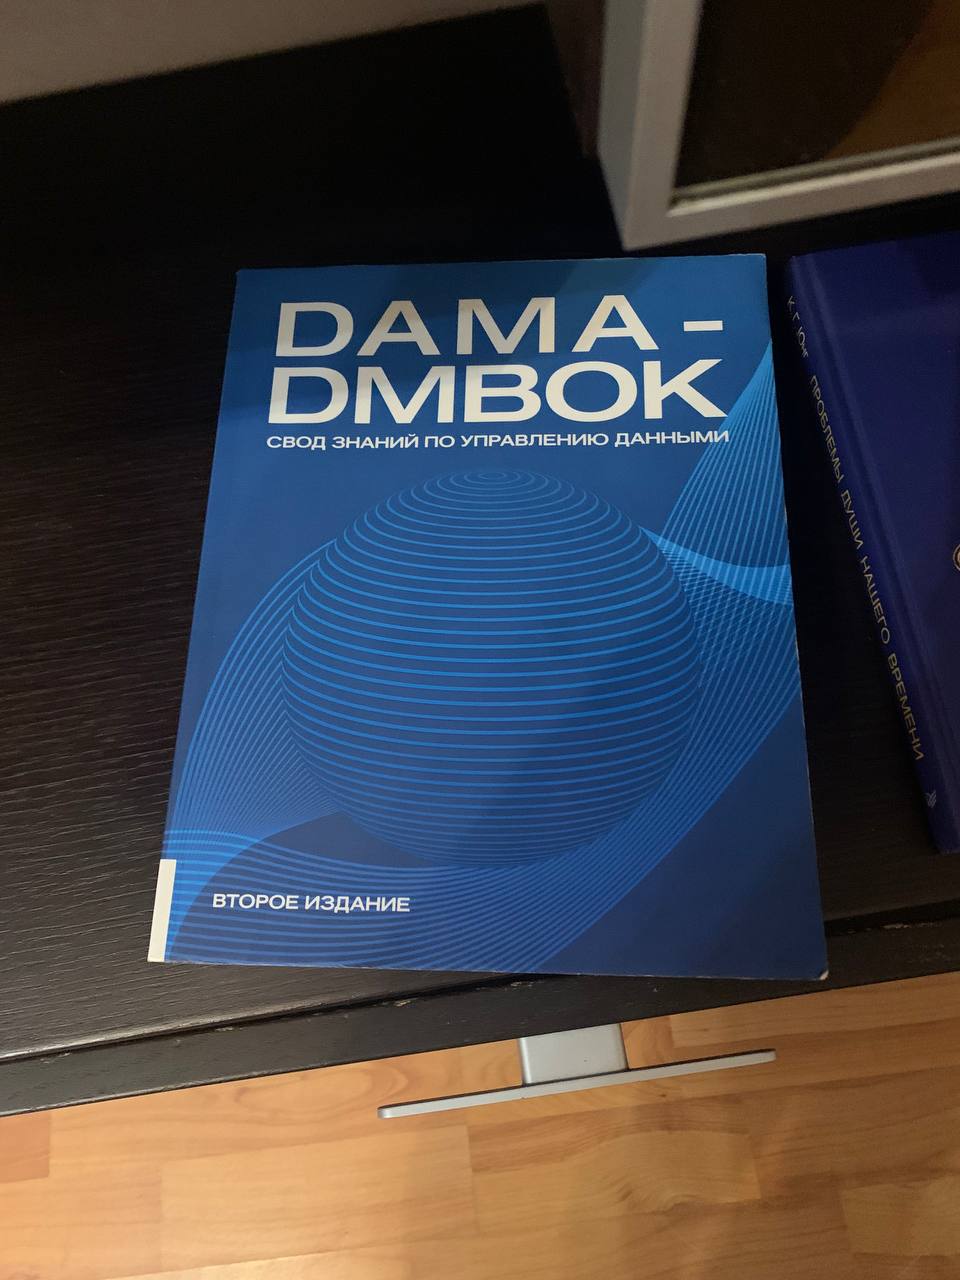 DAMA -
DMBOK
СВОД ЗНАНИЙ ПО УПРАВЛЕНИЮ ДАННЫМИ
ВТОРОЕ ИЗДАНИЕ
К. Г. Юнг ПРОБЛЕМЫ ДУШИ НАШЕГО ВРЕМЕНИ